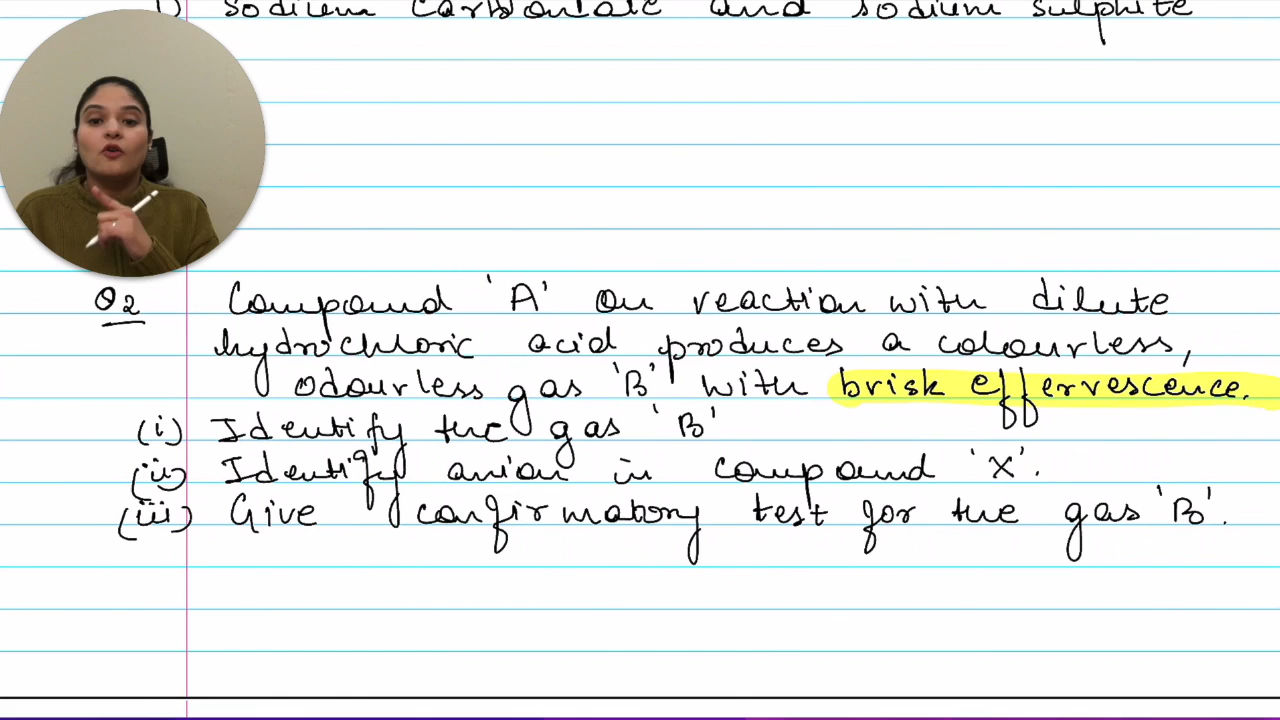 1) Sodium Carbonate and sodium sulphite
Q2 Compound 'A' on reaction with dilute
hydrochloric acid produces a colourless,
odourless gas 'B' with brisk effervescence.
(i) Identify the gas 'B'
(ii) Identify anion in compound 'X'.
(iii) Give confirmatory test for the gas 'B'.